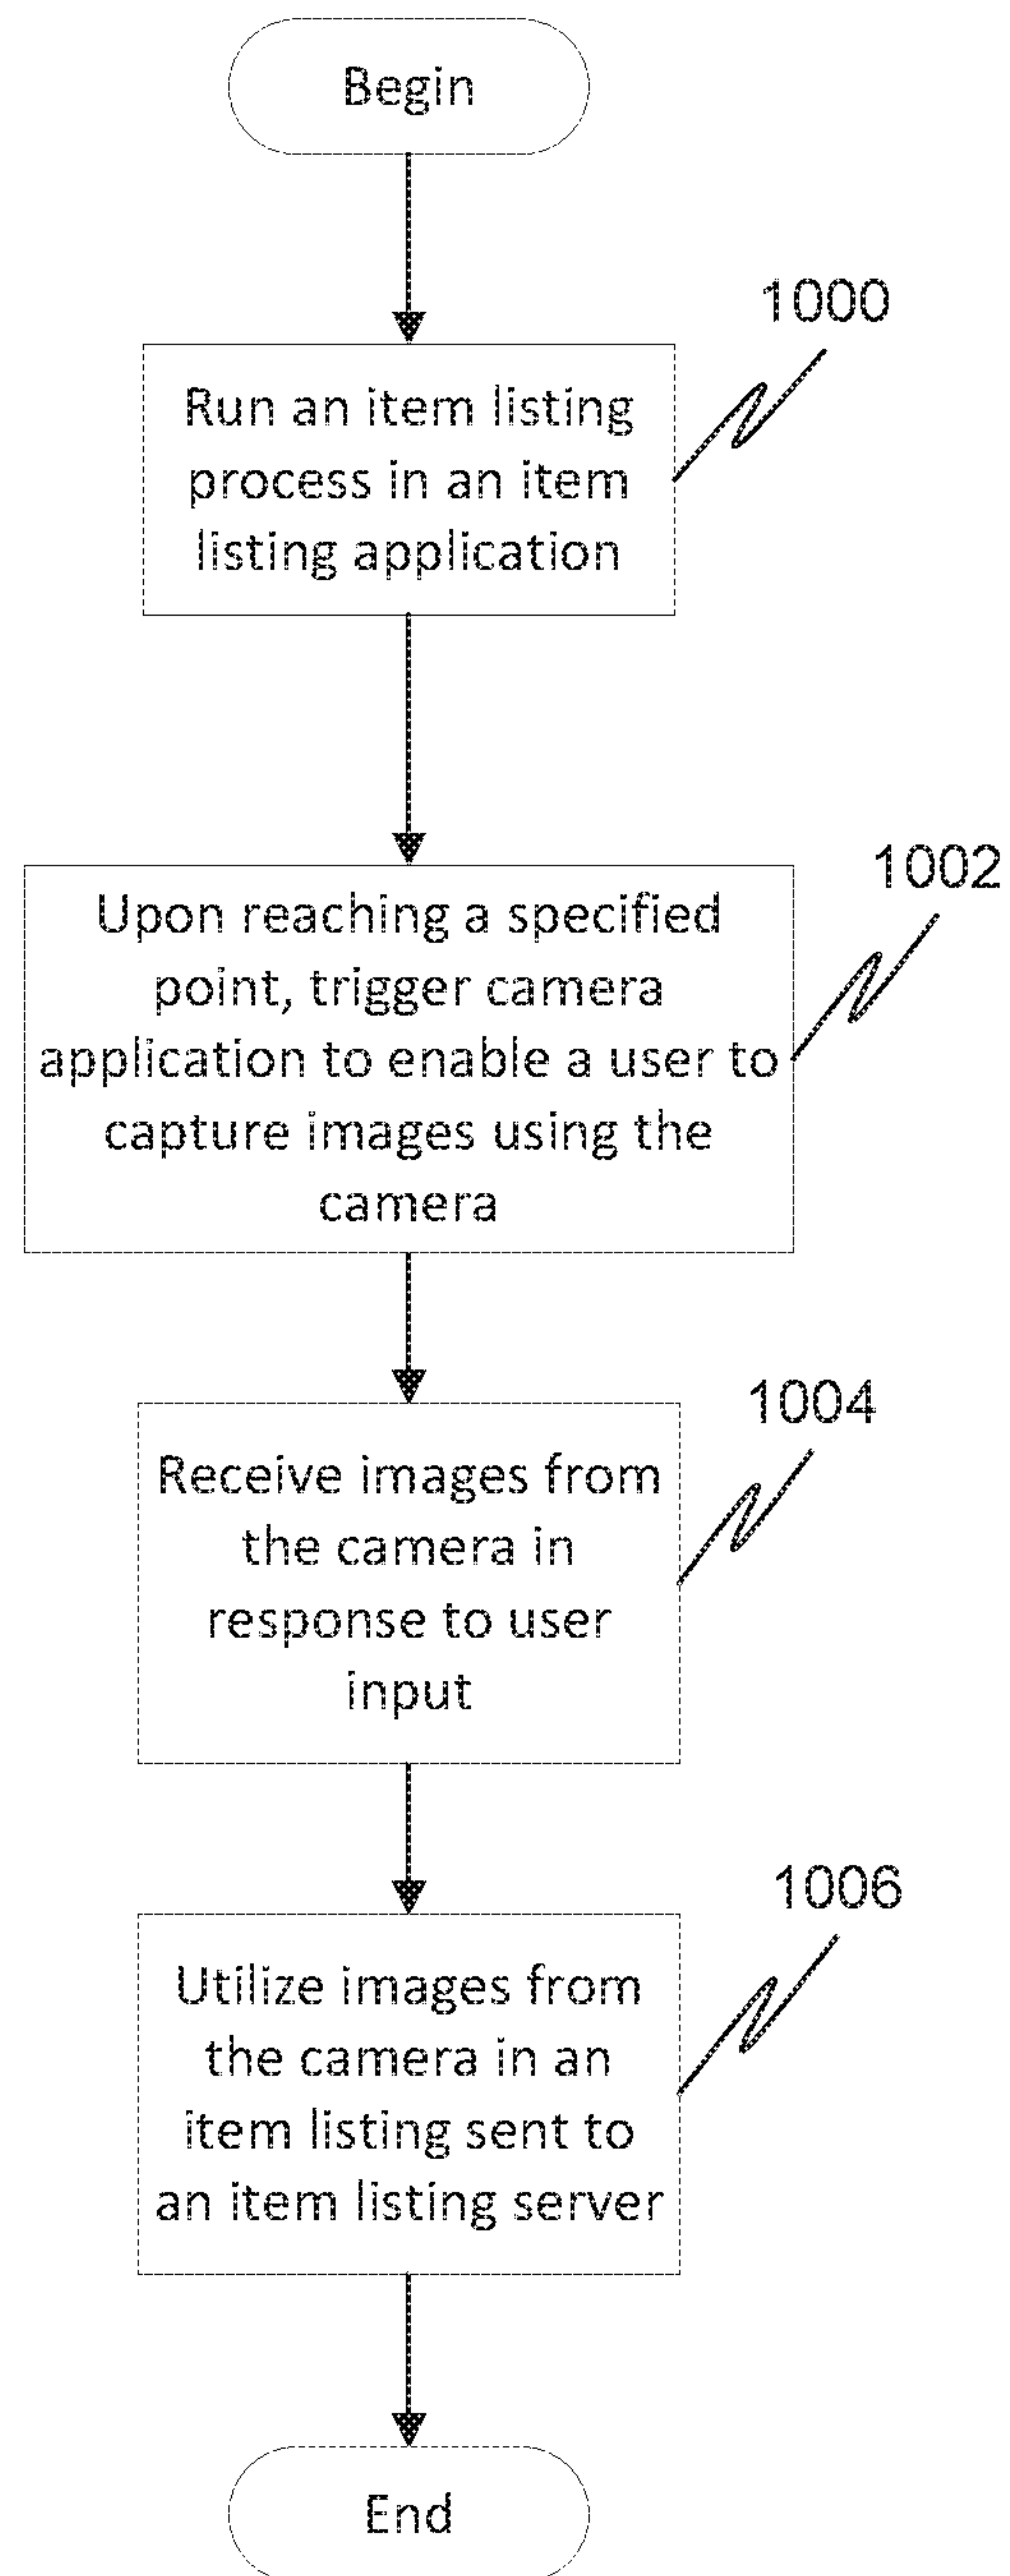 Begin
1000
Run an item listing
process in an item
listing application
1002
Upon reaching a specified
point, trigger camera
application to enable a user to
capture images using the
camera
1004
Receive images from
the camera in
response to user
input
1006
Utilize images from
the camera in an
item listing sent to
an item listing server
End